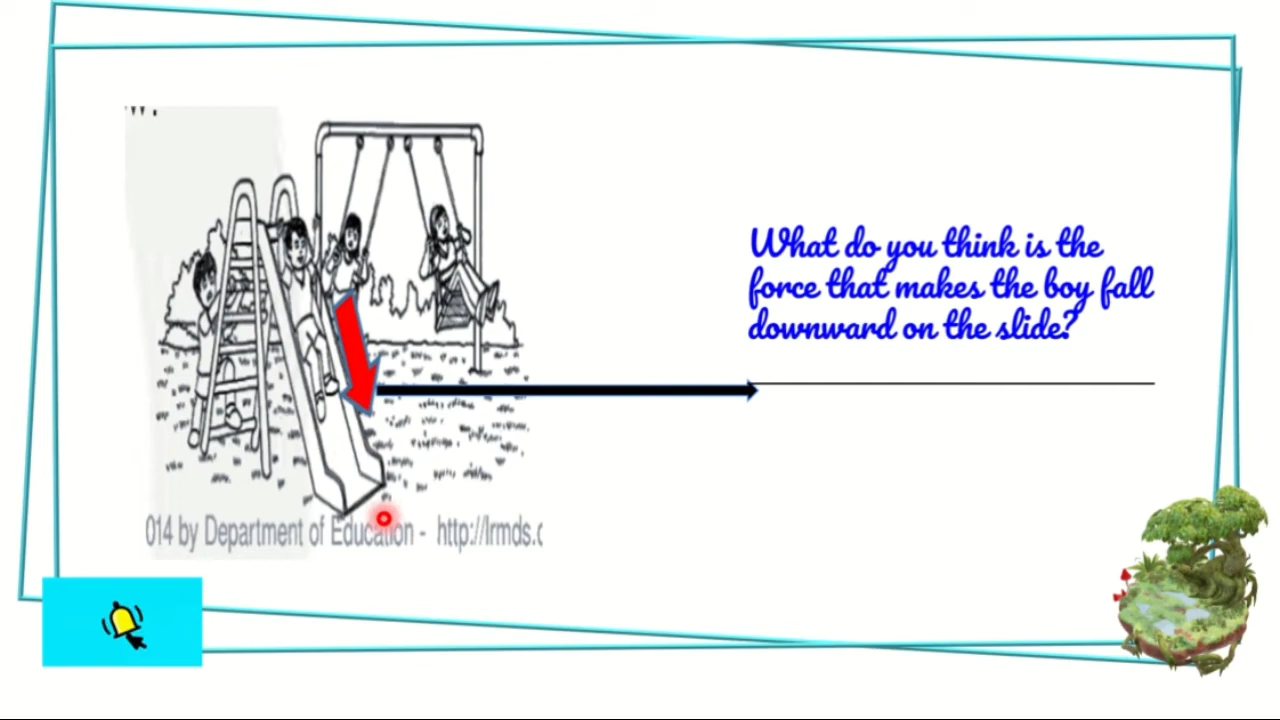 What do you think is the
force that makes the boy fall
downward on the slide?
014 by Department of Education - http://lrmds.